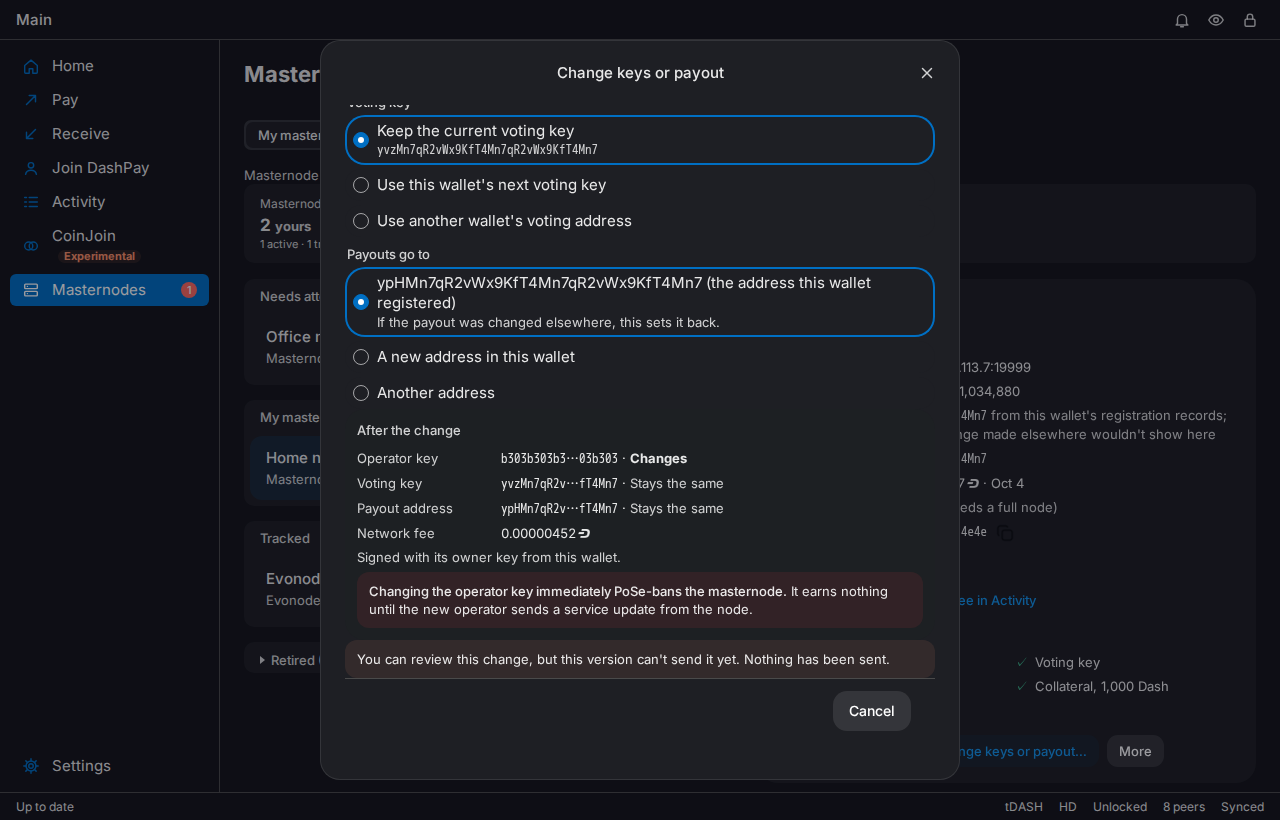 Main
Home
Pay
Receive
Join DashPay
Activity
CoinJoin
Experimental
Masternodes 1
Settings
Master
My master
Masternode
Masternod
2 yours
1 active · 1 tr
Needs att
Office n
Masterno
My maste
Home n
Masterno
Tracked
Evonod
Evonode
Retired
Change keys or payout
Voting key
Keep the current voting key
yvzMn7qR2vWx9KfT4Mn7qR2vWx9KfT4Mn7
Use this wallet's next voting key
Use another wallet's voting address
Payouts go to
ypHMn7qR2vWx9KfT4Mn7qR2vWx9KfT4Mn7 (the address this wallet
registered)
If the payout was changed elsewhere, this sets it back.
A new address in this wallet
Another address
After the change
Operator key b303b303b3···03b303 · Changes
Voting key yvzMn7qR2v···fT4Mn7 · Stays the same
Payout address ypHMn7qR2v···fT4Mn7 · Stays the same
Network fee 0.00000452
Signed with its owner key from this wallet.
Changing the operator key immediately PoSe-bans the masternode. It earns nothing
until the new operator sends a service update from the node.
You can review this change, but this version can't send it yet. Nothing has been sent.
Cancel
.113.7:19999
1,034,880
4Mn7 from this wallet's registration records;
nge made elsewhere wouldn't show here
4Mn7
7 · Oct 4
eds a full node)
4e4e
ee in Activity
✓ Voting key
✓ Collateral, 1,000 Dash
nge keys or payout...
More
Up to date
tDASH HD Unlocked 8 peers Synced